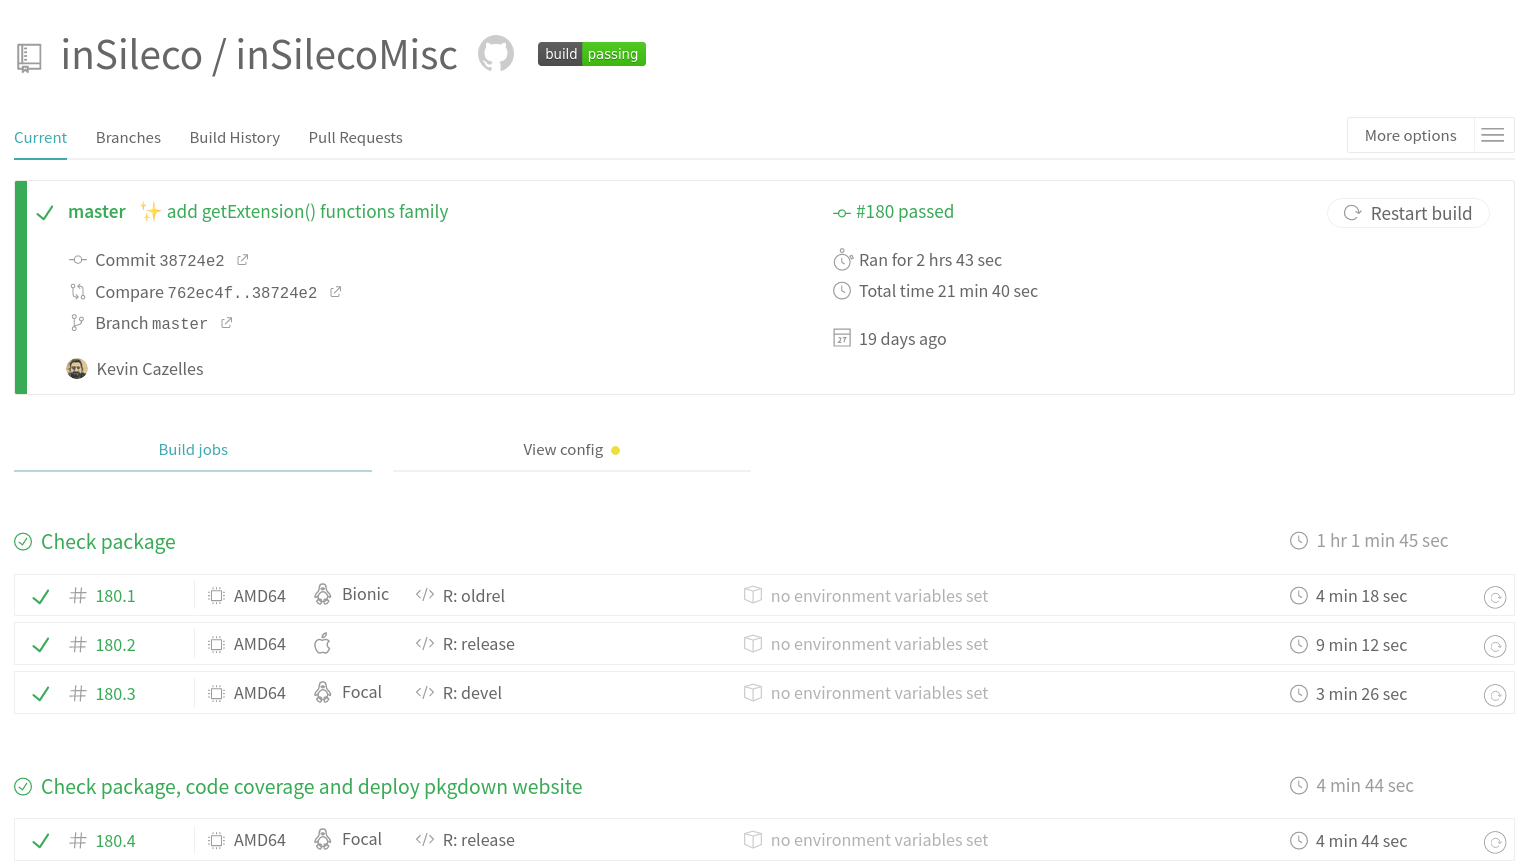 inSileco / inSilecoMisc build passing
Current Branches Build History Pull Requests More options
master ✨ add getExtension() functions family #180 passed Restart build
Commit 38724e2 Ran for 2 hrs 43 sec
Compare 762ec4f..38724e2 Total time 21 min 40 sec
Branch master
27 19 days ago
Kevin Cazelles
Build jobs View config
Check package 1 hr 1 min 45 sec
# 180.1 AMD64 Bionic </> R: oldrel no environment variables set 4 min 18 sec
# 180.2 AMD64 </> R: release no environment variables set 9 min 12 sec
# 180.3 AMD64 Focal </> R: devel no environment variables set 3 min 26 sec
Check package, code coverage and deploy pkgdown website 4 min 44 sec
# 180.4 AMD64 Focal </> R: release no environment variables set 4 min 44 sec